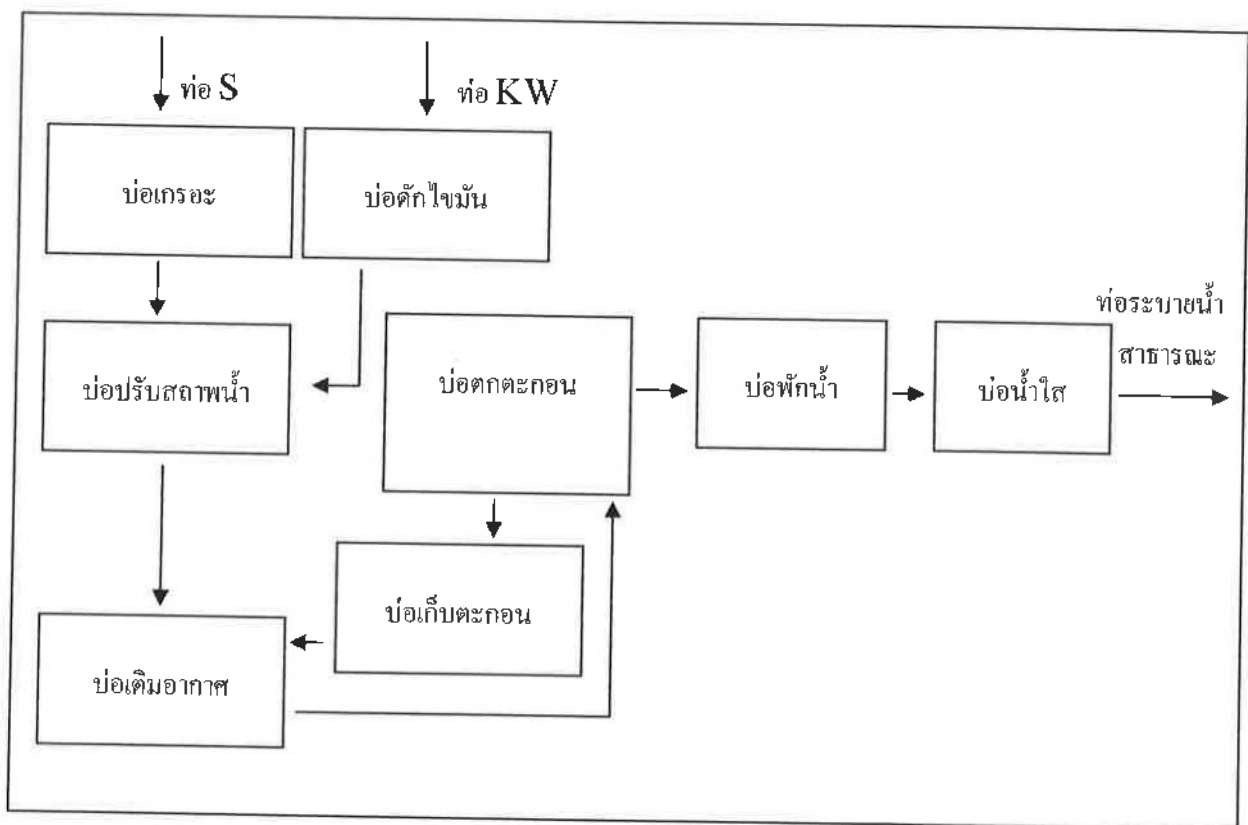 ท่อ S
ท่อ KW
บ่อเกรอะ
บ่อดักไขมัน
บ่อปรับสถาพน้ำ
บ่อตกตะกอน
บ่อพักน้ำ
บ่อน้ำใส
ท่อระบายน้ำ
สาธารณะ
บ่อเก็บตะกอน
บ่อเติมอากาศ